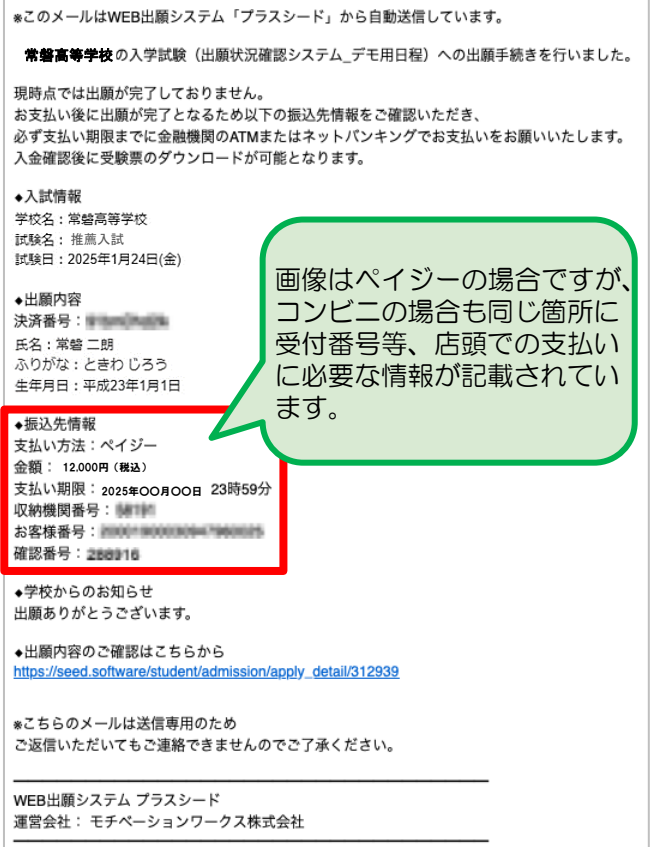 ※このメールはWEB出願システム「プラスシード」から自動送信しています。
常磐高等学校の入学試験（出願状況確認システム_デモ用日程）への出願手続きを行いました。
現時点では出願が完了しておりません。
お支払い後に出願が完了となるため以下の振込先情報をご確認いただき、
必ず支払い期限までに金融機関のATMまたはネットバンキングでお支払いをお願いいたします。
入金確認後に受験票のダウンロードが可能となります。
◆入試情報
学校名：常磐高等学校
試験名： 推薦入試
試験日：2025年1月24日(金)
◆出願内容
決済番号：
氏名：常磐 二朗
ふりがな：ときわ じろう
生年月日：平成23年1月1日
画像はペイジーの場合ですが、
コンビニの場合も同じ箇所に
受付番号等、店頭での支払い
に必要な情報が記載されてい
ます。
◆振込先情報
支払い方法：ペイジー
金額： 12,000円（税込）
支払い期限：2025年〇〇月〇〇日 23時59分
収納機関番号：
お客様番号：
確認番号：
◆学校からのお知らせ
出願ありがとうございます。
◆出願内容のご確認はこちらから
https://seed.software/student/admission/apply_detail/312939
※こちらのメールは送信専用のため
ご返信いただいてもご連絡できませんのでご了承ください。
WEB出願システム プラスシード
運営会社： モチベーションワークス株式会社